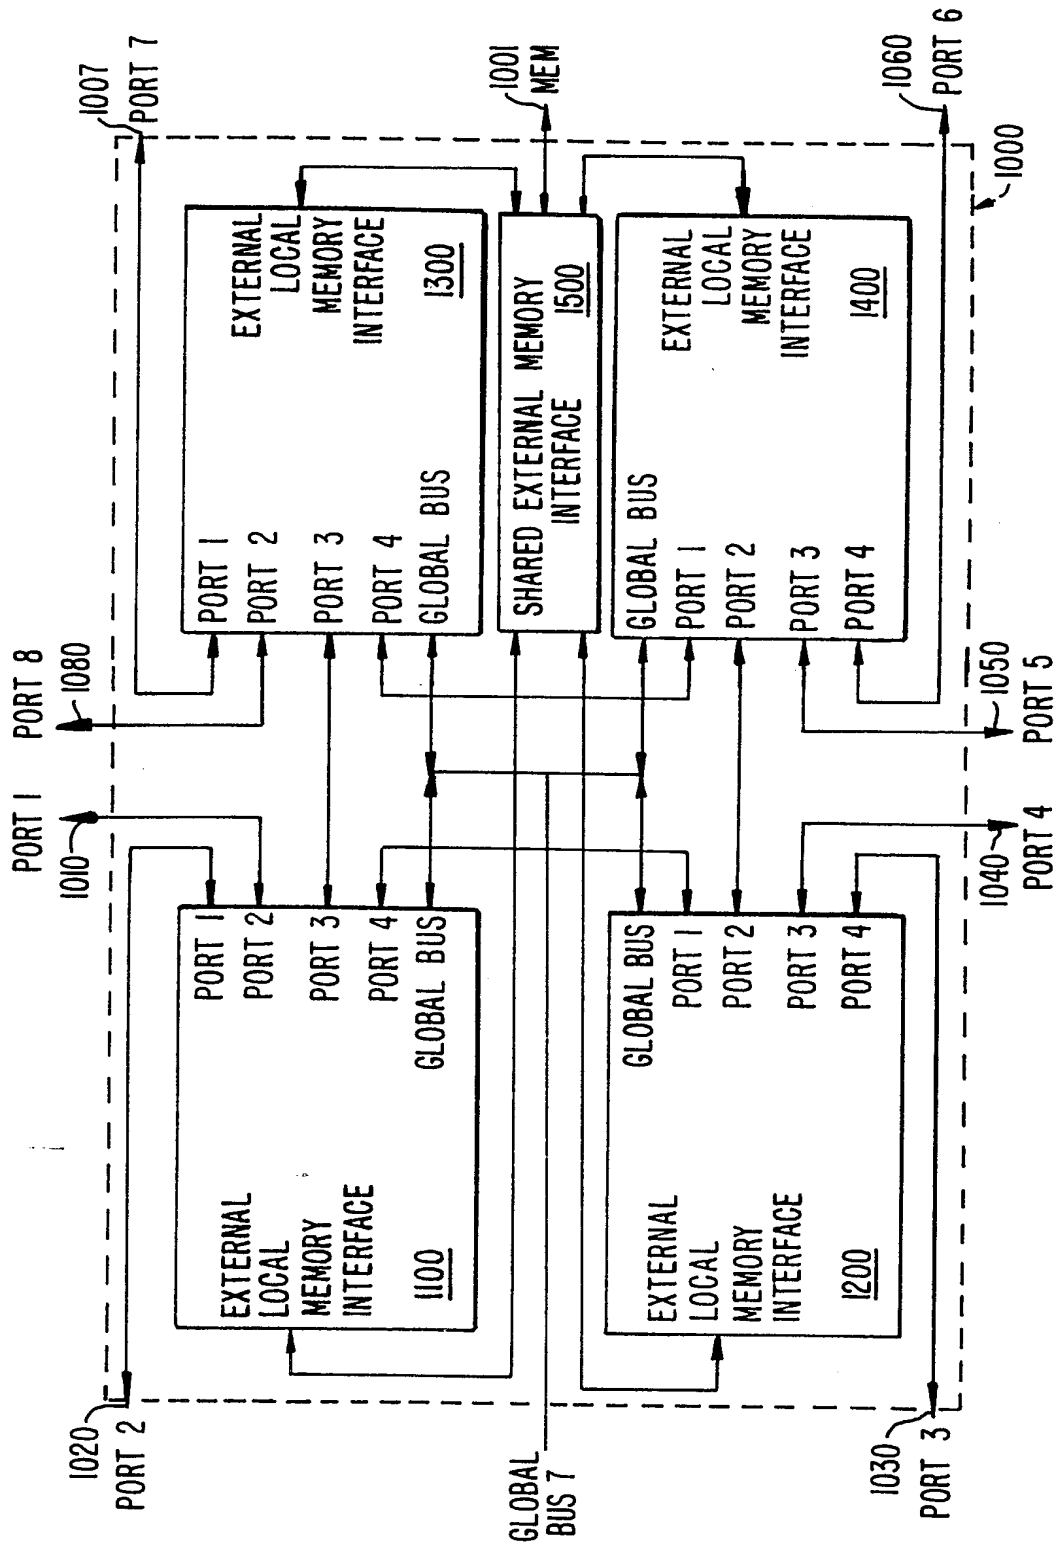 1020
PORT 2
PORT 1
1010
PORT 8
1080
1007
PORT 7
EXTERNAL
LOCAL
MEMORY
INTERFACE
1100
PORT 1
PORT 2
PORT 3
PORT 4
GLOBAL BUS
PORT 1
PORT 2
PORT 3
PORT 4
GLOBAL BUS
EXTERNAL
LOCAL
MEMORY
INTERFACE
1300
GLOBAL
BUS 7
SHARED EXTERNAL MEMORY
INTERFACE
1500
1001
MEM
EXTERNAL
LOCAL
MEMORY
INTERFACE
1200
GLOBAL BUS
PORT 1
PORT 2
PORT 3
PORT 4
GLOBAL BUS
PORT 1
PORT 2
PORT 3
PORT 4
EXTERNAL
LOCAL
MEMORY
INTERFACE
1400
1030
PORT 3
1040
PORT 4
1050
PORT 5
1060
PORT 6
1000